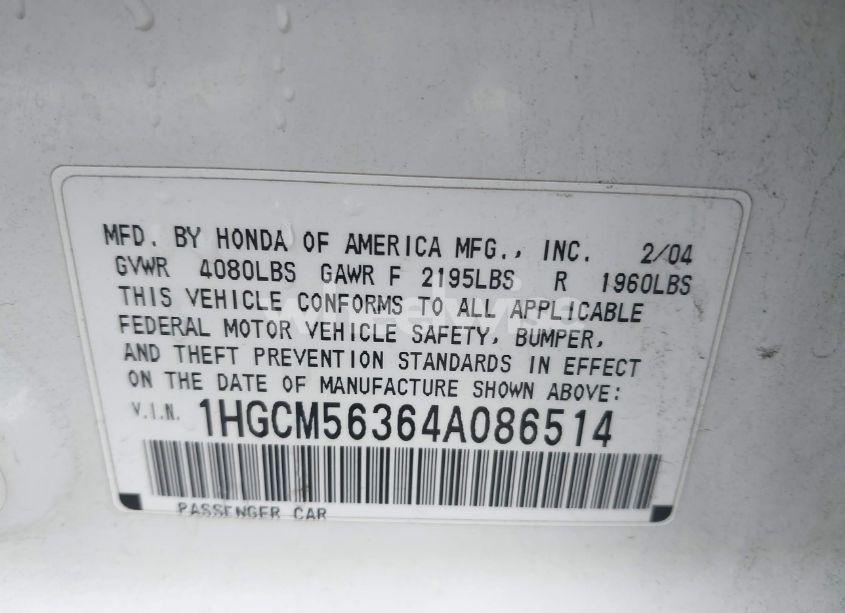 MFD. BY HONDA OF AMERICA MFG., INC. 2/04
GVWR 4080LBS GAWR F 2195LBS R 1960LBS
THIS VEHICLE CONFORMS TO ALL APPLICABLE
FEDERAL MOTOR VEHICLE SAFETY, BUMPER,
AND THEFT PREVENTION STANDARDS IN EFFECT
ON THE DATE OF MANUFACTURE SHOWN ABOVE:
V.I.N. 1HGCM56364A086514
PASSENGER CAR